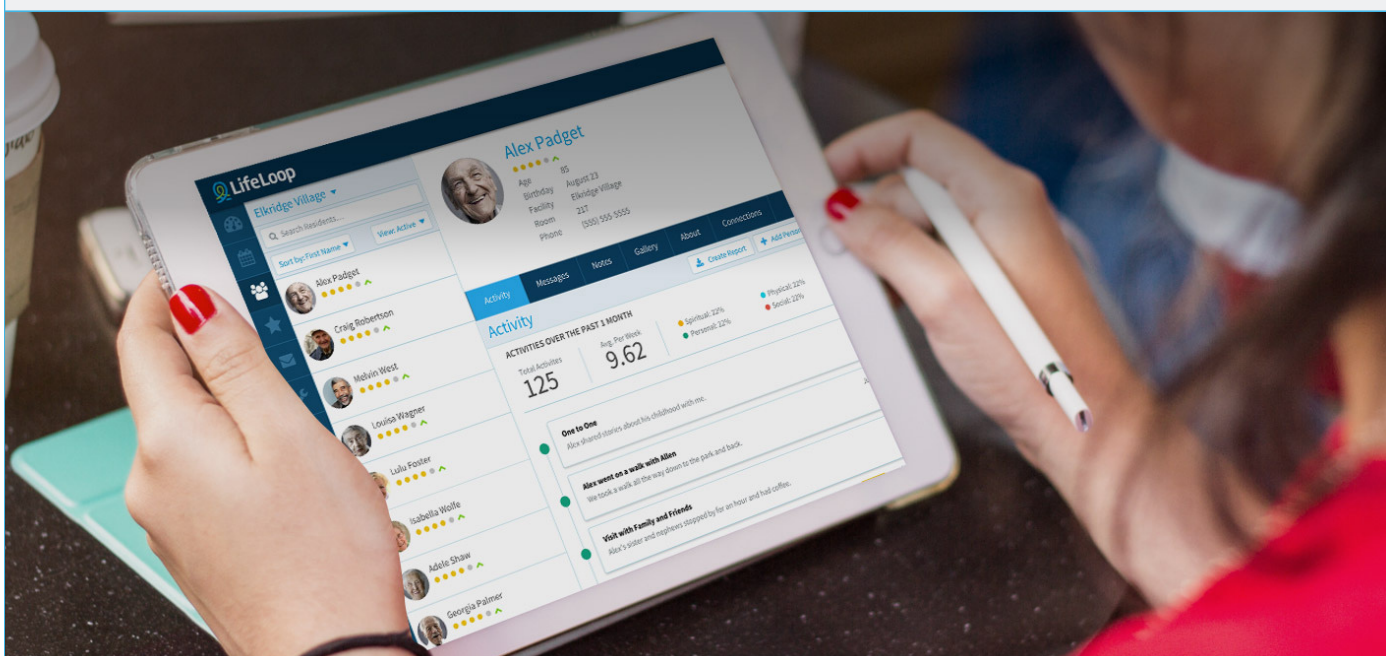 LifeLoop
Elkridge Village
Search Residents...
Sort by: First Name
View: Active
Alex Padget
Craig Robertson
Melvin West
Louisa Wagner
Lulu Foster
Isabella Wolfe
Adele Shaw
Georgia Palmer
Alex Padget
Age 85
Birthday August 23
Facility Elkridge Village
Room 217
Phone (555) 555-5555
Activity Messages Notes Gallery About Connections
Activity
Create Report
Add Perso
ACTIVITIES OVER THE PAST 1 MONTH
Total Activites
125
Avg. Per Week
9.62
Spiritual: 22%
Personal: 22%
Physical: 22%
Social: 22%
One to One
Alex shared stories about his childhood with me.
Alex went on a walk with Allen
We took a walk all the way down to the park and back.
Visit with Family and Friends
Alex's sister and nephews stopped by for an hour and had coffee.